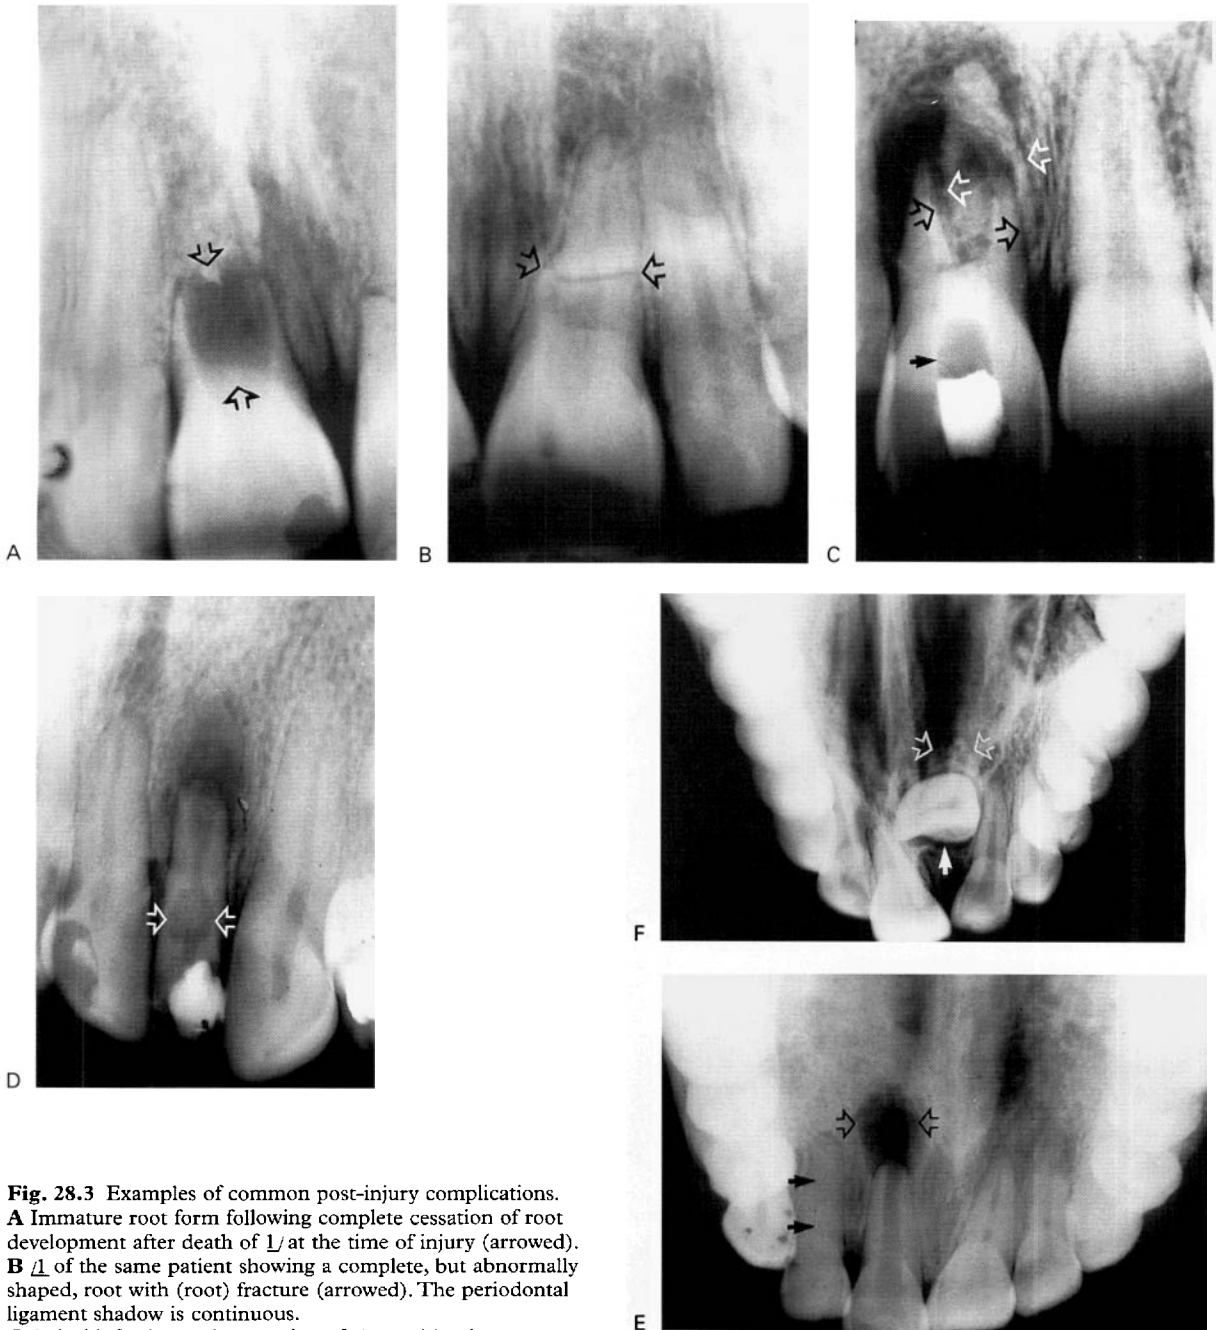 A
B
C
D
F
E
Fig. 28.3 Examples of common post-injury complications.
A Immature root form following complete cessation of root
development after death of 1/ at the time of injury (arrowed).
B /1 of the same patient showing a complete, but abnormally
shaped, root with (root) fracture (arrowed). The periodontal
ligament shadow is continuous.